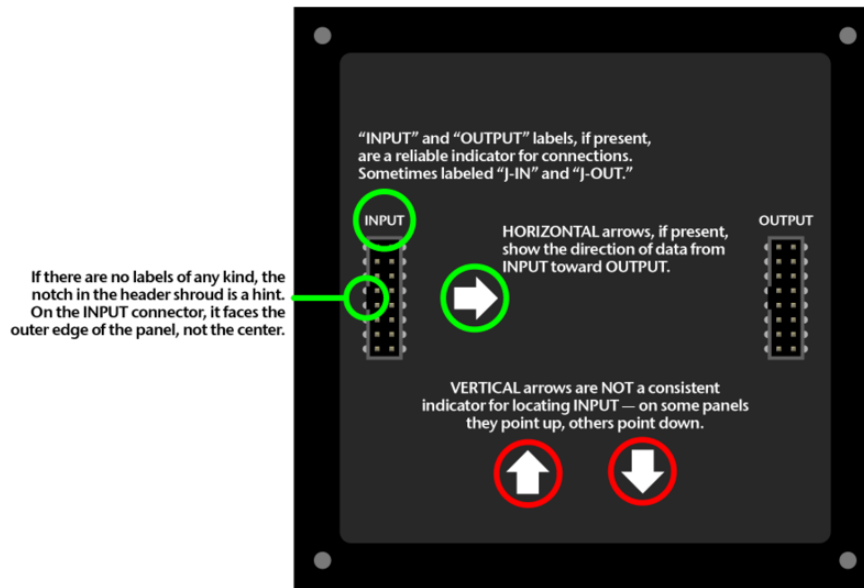 “INPUT” and “OUTPUT” labels, if present,
are a reliable indicator for connections.
Sometimes labeled “J-IN” and “J-OUT.”
INPUT
OUTPUT
HORIZONTAL arrows, if present,
show the direction of data from
INPUT toward OUTPUT.
If there are no labels of any kind, the
notch in the header shroud is a hint.
On the INPUT connector, it faces the
outer edge of the panel, not the center.
VERTICAL arrows are NOT a consistent
indicator for locating INPUT — on some panels
they point up, others point down.